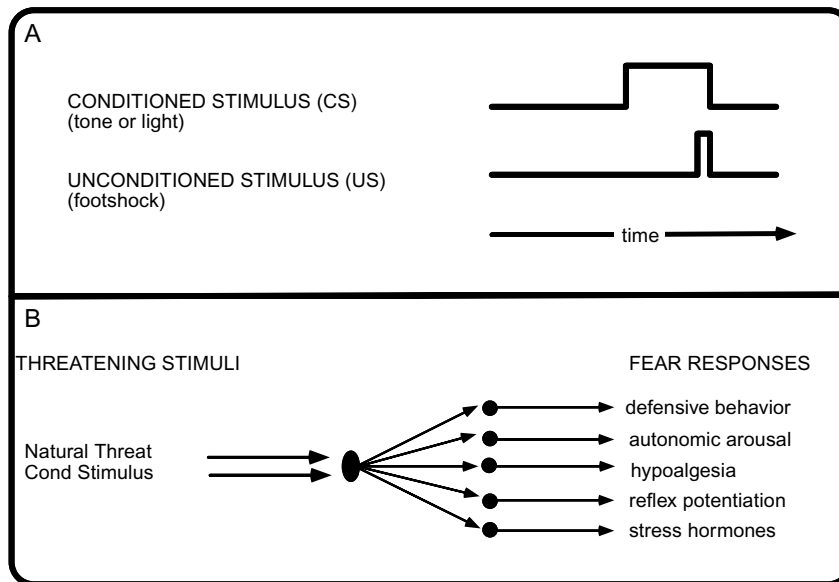 A
CONDITIONED STIMULUS (CS)
(tone or light)
UNCONDITIONED STIMULUS (US)
(footshock)
time
B
THREATENING STIMULI
FEAR RESPONSES
Natural Threat
Cond Stimulus
defensive behavior
autonomic arousal
hypoalgesia
reflex potentiation
stress hormones